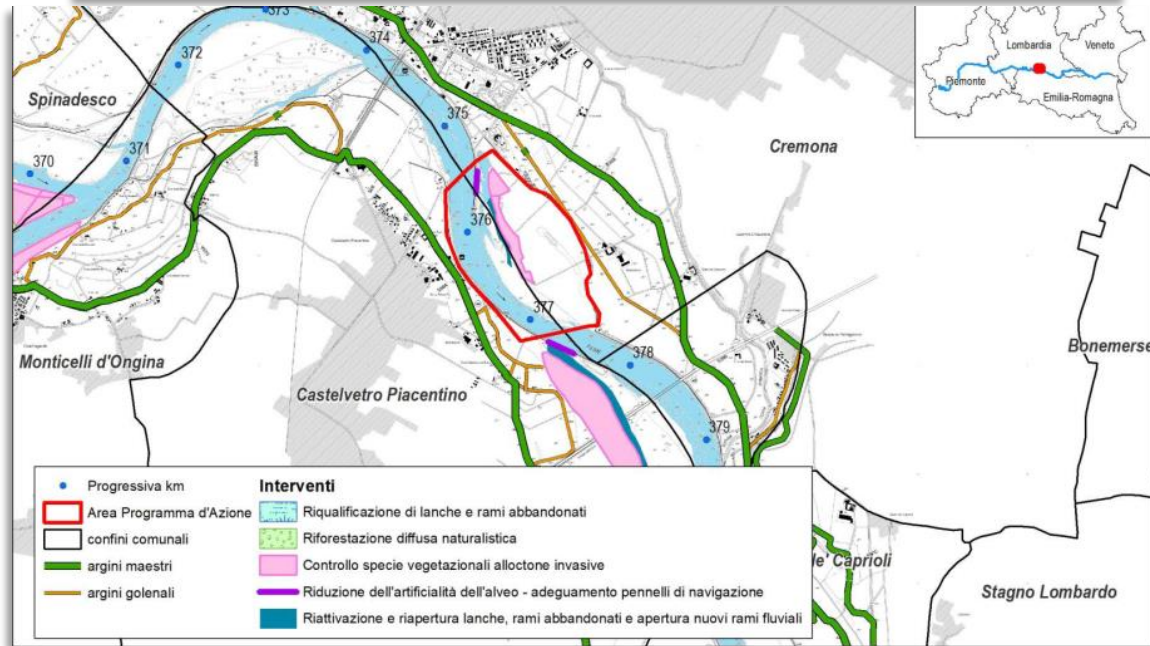 373
372
374
Spinadesco
375
371
370
Cremona
376
377
378
379
Monticelli d'Ongina
Castelvetro Piacentino
Bonemerse
de' Caprioli
Stagno Lombardo
Lombardia
Veneto
Piemonte
Emilia-Romagna
Progressiva km
Area Programma d'Azione
confini comunali
argini maestri
argini golenali
Interventi
Riqualificazione di lanche e rami abbandonati
Riforestazione diffusa naturalistica
Controllo specie vegetazionali alloctone invasive
Riduzione dell'artificialità dell'alveo - adeguamento pennelli di navigazione
Riattivazione e riapertura lanche, rami abbandonati e apertura nuovi rami fluviali